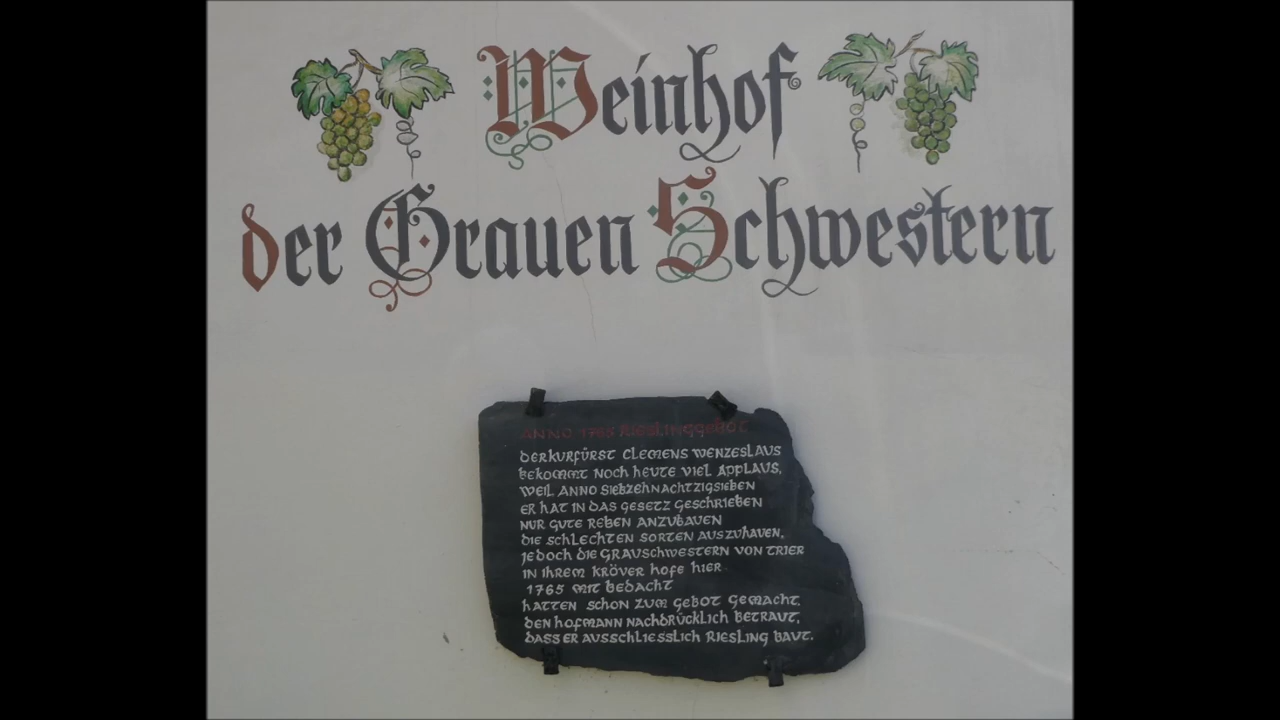 Weinhof
der Grauen Schwestern
ANNO 1765 RIESLINGGEBOT
DERKURFÜRST CLEMENS WENZESLAUS
BEKOMMT NOCH HEUTE VIEL APPLAUS,
WEIL ANNO SIEBZEHNACHTZIGSIEBEN
ER HAT IN DAS GESETZ GESCHRIEBEN
NUR GUTE REBEN ANZUBAUEN
DIE SCHLECHTEN SORTEN AUSZUHAUEN.
JEDOCH DIE GRAUSCHWESTERN VON TRIER
IN IHREM KRÖVER HOFE HIER
1765 MIT BEDACHT
HATTEN SCHON ZUM GEBOT GEMACHT.
DEN HOFMANN NACHDRÜCKLICH BETRAUT,
DASS ER AUSSCHLIESSLICH RIESLING BAUT.